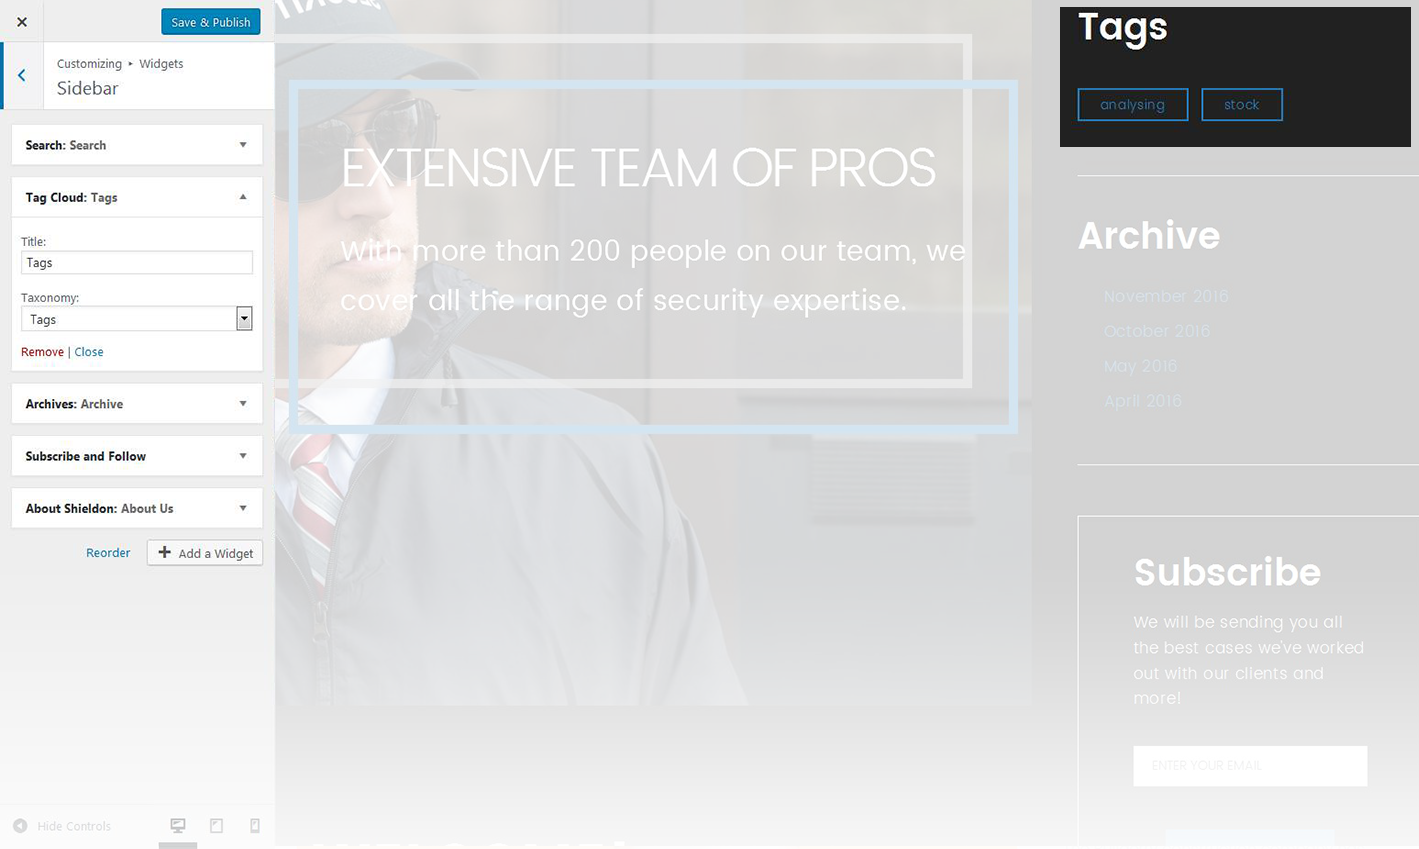 Save & Publish
Customizing ▸ Widgets
Sidebar
Search: Search
Tag Cloud: Tags
Title:
Tags
Taxonomy:
Tags
Remove | Close
Archives: Archive
Subscribe and Follow
About Shieldon: About Us
Reorder
Add a Widget
Hide Controls
EXTENSIVE TEAM OF PROS
With more than 200 people on our team, we
cover all the range of security expertise.
Tags
analysing stock
Archive
November 2016
October 2016
May 2016
April 2016
Subscribe
We will be sending you all
the best cases we've worked
out with our clients and
more!
ENTER YOUR EMAIL